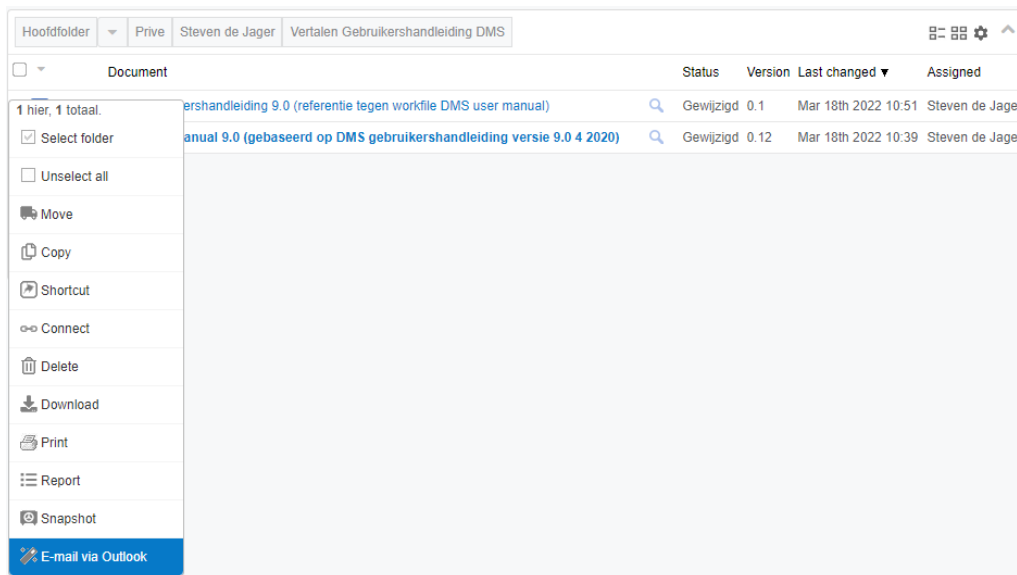 Hoofdfolder Prive Steven de Jager Vertalen Gebruikershandleiding DMS
Document Status Version Last changed ▼ Assigned
1 hier, 1 totaal.
ershandleiding 9.0 (referentie tegen workfile DMS user manual) Gewijzigd 0.1 Mar 18th 2022 10:51 Steven de Jage
Select folder
anual 9.0 (gebaseerd op DMS gebruikershandleiding versie 9.0 4 2020) Gewijzigd 0.12 Mar 18th 2022 10:39 Steven de Jage
Unselect all
Move
Copy
Shortcut
Connect
Delete
Download
Print
Report
Snapshot
E-mail via Outlook